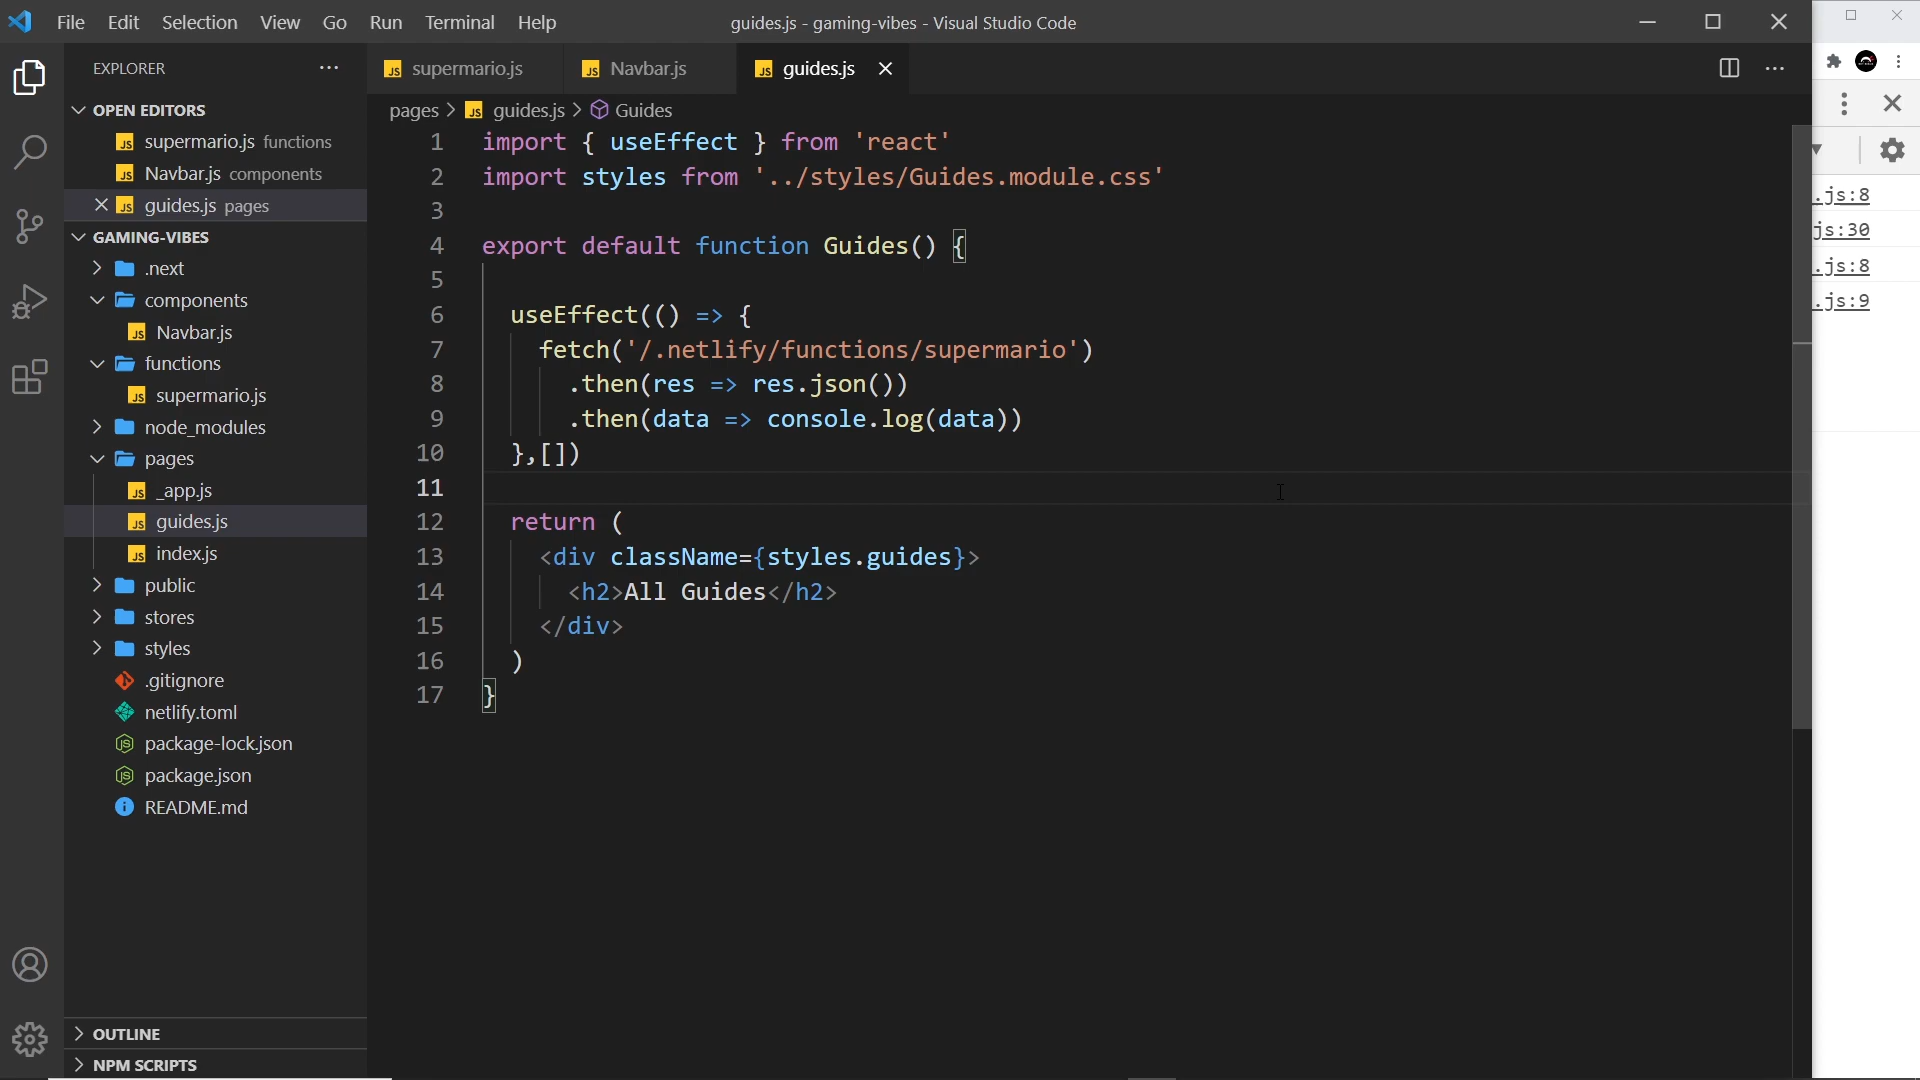 File Edit Selection View Go Run Terminal Help
guides.js - gaming-vibes - Visual Studio Code
EXPLORER
OPEN EDITORS
supermario.js functions
Navbar.js components
guides.js pages
GAMING-VIBES
.next
components
Navbar.js
functions
supermario.js
node_modules
pages
_app.js
guides.js
index.js
public
stores
styles
.gitignore
netlify.toml
package-lock.json
package.json
README.md
OUTLINE
NPM SCRIPTS
supermario.js Navbar.js guides.js
pages > guides.js > Guides
1 import { useEffect } from 'react'
2 import styles from '../styles/Guides.module.css'
3
4 export default function Guides() {
5
6 useEffect(() => {
7 fetch('/.netlify/functions/supermario')
8 .then(res => res.json())
9 .then(data => console.log(data))
10 },[])
11
12 return (
13 <div className={styles.guides}>
14 <h2>All Guides</h2>
15 </div>
16 )
17 }
.js:8
js:30
.js:8
.js:9